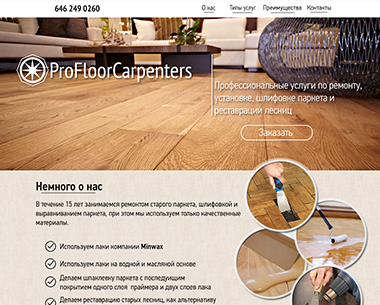 646 249 0260
О нас Типы услуг Преимущества Контакты
ProFloorCarpenters
Профессиональные услуги по ремонту,
установке, шлифовке паркета и
реставраций лесниц
Заказать
Немного о нас
В течение 15 лет занимаемся ремонтом старого паркета, шлифовкой и
выравниванием паркета, при этом мы используем только качественные
материалы.
Используем лаки компании Minwax
Используем лаки на водной и масляной основе
Делаем шпаклевку паркета с последующим
покрытием одного слоя праймера и двух слоев лака
Делаем реставрацию старых лесниц, как альтернативу